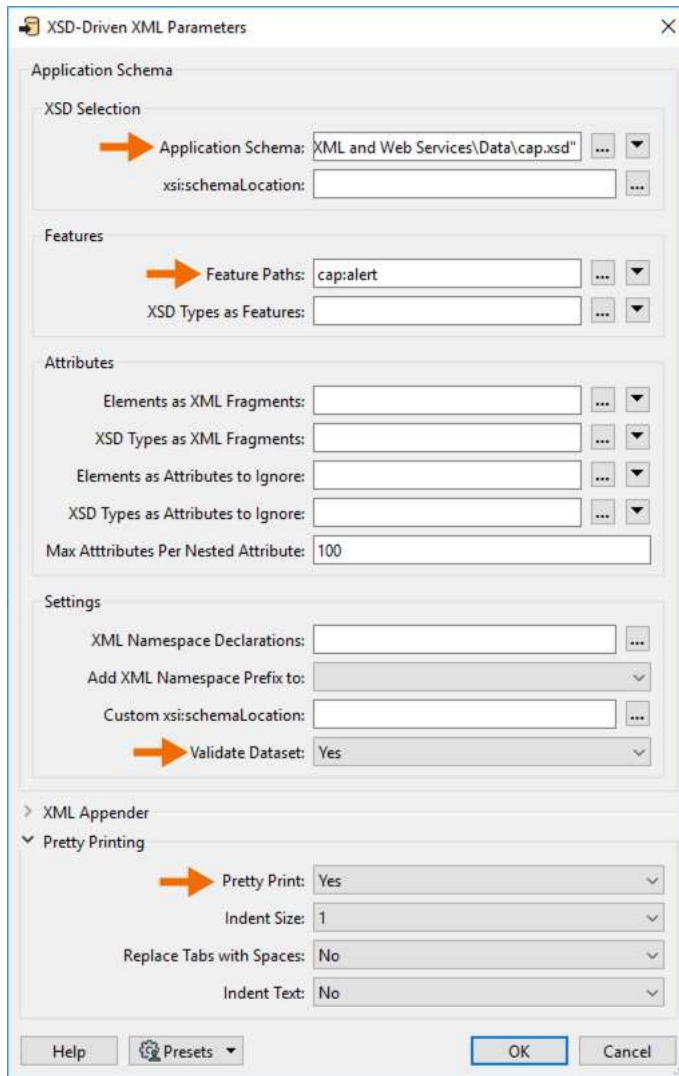 XSD-Driven XML Parameters
Application Schema
XSD Selection
Application Schema: XML and Web Services\Data\cap.xsd" ...
xsi:schemaLocation: ...
Features
Feature Paths: cap:alert ...
XSD Types as Features: ...
Attributes
Elements as XML Fragments: ...
XSD Types as XML Fragments: ...
Elements as Attributes to Ignore: ...
XSD Types as Attributes to Ignore: ...
Max Atttributes Per Nested Attribute: 100
Settings
XML Namespace Declarations: ...
Add XML Namespace Prefix to:
Custom xsi:schemaLocation: ...
Validate Dataset: Yes
XML Appender
Pretty Printing
Pretty Print: Yes
Indent Size: 1
Replace Tabs with Spaces: No
Indent Text: No
Help Presets OK Cancel